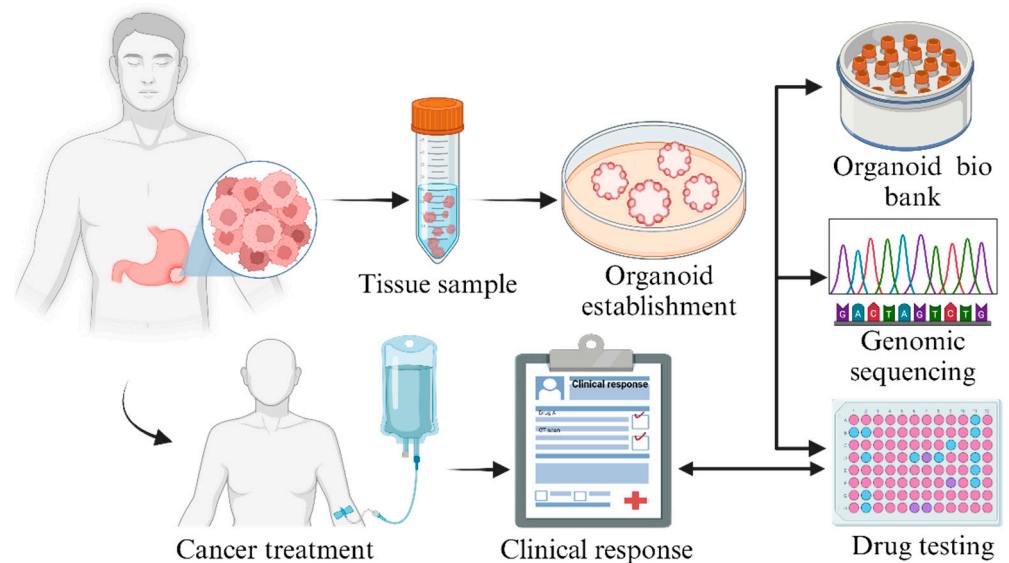 Tissue sample
Organoid
establishment
Organoid bio
bank
G A C T A G T C T G
Genomic
sequencing
Clinical response
Drug A
CT scan
Cancer treatment
Clinical response
Drug testing